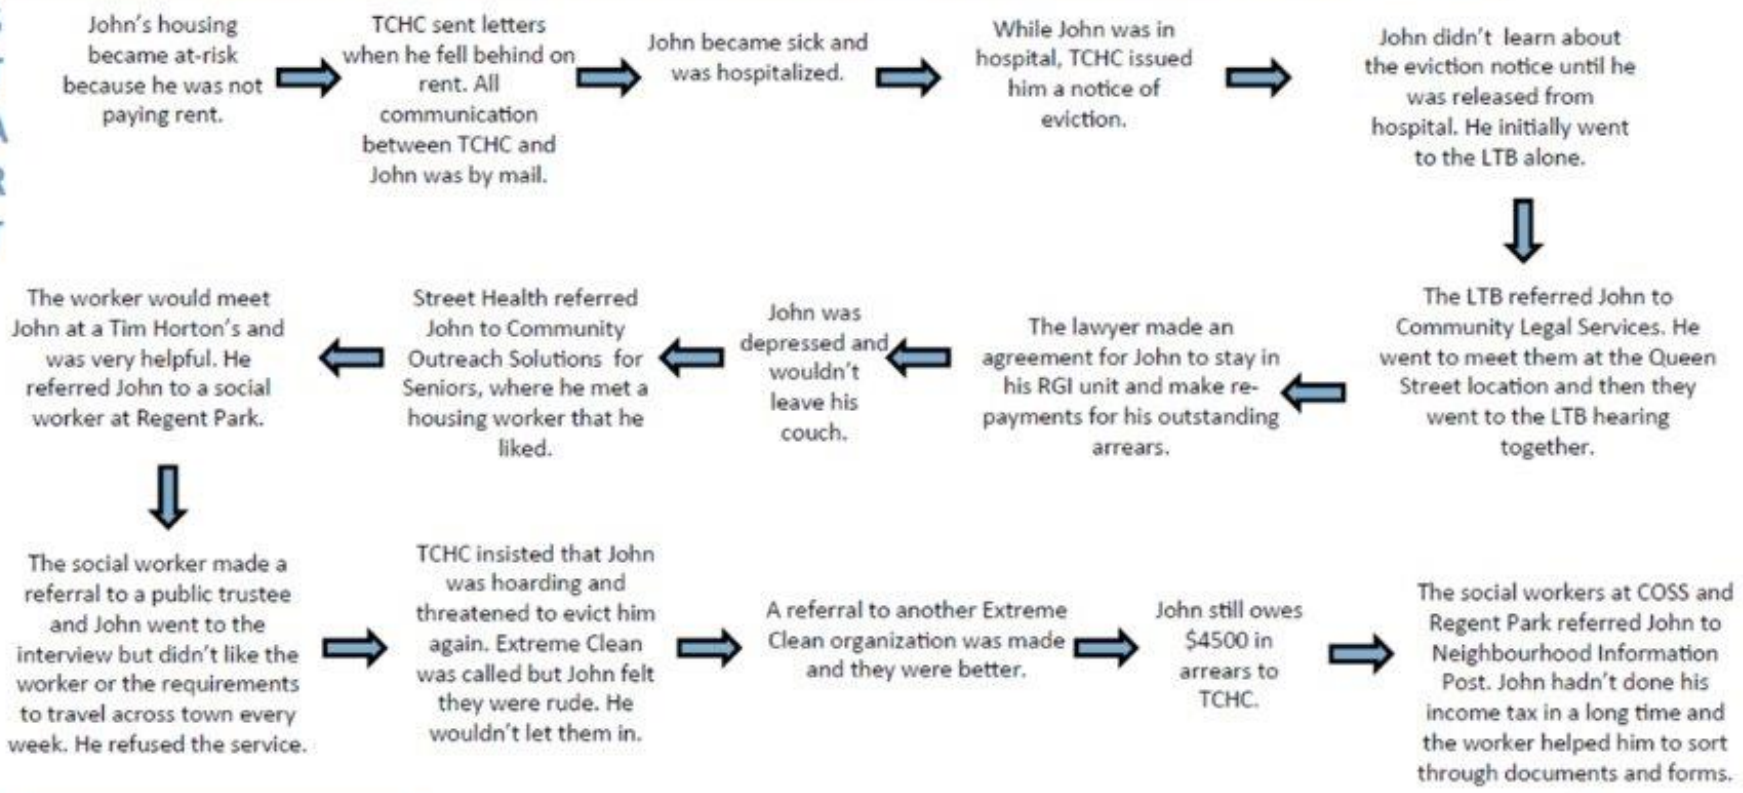 John's housing
became at-risk
because he was not
paying rent.
TCHC sent letters
when he fell behind on
rent. All
communication
between TCHC and
John was by mail.
John became sick and
was hospitalized.
While John was in
hospital, TCHC issued
him a notice of
eviction.
John didn't learn about
the eviction notice until he
was released from
hospital. He initially went
to the LTB alone.
The LTB referred John to
Community Legal Services. He
went to meet them at the Queen
Street location and then they
went to the LTB hearing
together.
The lawyer made an
agreement for John to stay in
his RGI unit and make re-
payments for his outstanding
arrears.
John was
depressed and
wouldn't
leave his
couch.
Street Health referred
John to Community
Outreach Solutions for
Seniors, where he met a
housing worker that he
liked.
The worker would meet
John at a Tim Horton's and
was very helpful. He
referred John to a social
worker at Regent Park.
The social worker made a
referral to a public trustee
and John went to the
interview but didn't like the
worker or the requirements
to travel across town every
week. He refused the service.
TCHC insisted that John
was hoarding and
threatened to evict him
again. Extreme Clean
was called but John felt
they were rude. He
wouldn't let them in.
A referral to another Extreme
Clean organization was made
and they were better.
John still owes
$4500 in
arrears to
TCHC.
The social workers at COSS and
Regent Park referred John to
Neighbourhood Information
Post. John hadn't done his
income tax in a long time and
the worker helped him to sort
through documents and forms.